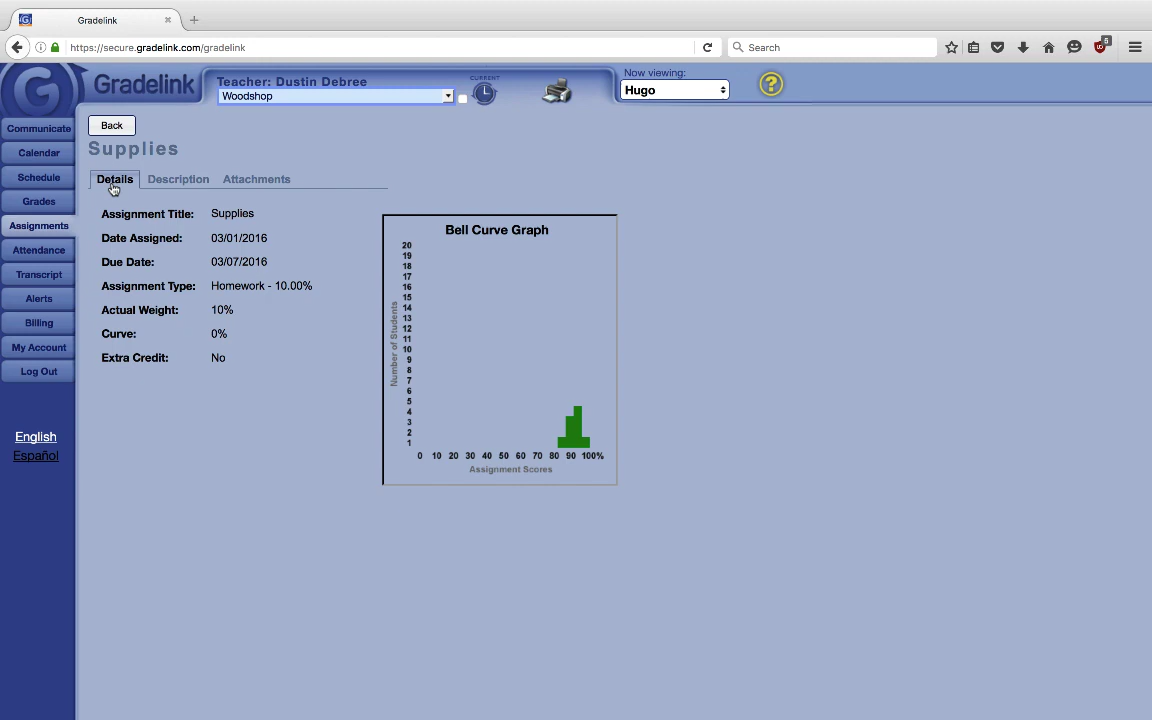 Gradelink
https://secure.gradelink.com/gradelink
Search
6
Gradelink
Teacher: Dustin Debree
Woodshop
CURRENT
Now viewing:
Hugo
?
Communicate
Calendar
Schedule
Grades
Assignments
Attendance
Transcript
Alerts
Billing
My Account
Log Out
English
Español
Back
Supplies
Details Description Attachments
Assignment Title: Supplies
Date Assigned: 03/01/2016
Due Date: 03/07/2016
Assignment Type: Homework - 10.00%
Actual Weight: 10%
Curve: 0%
Extra Credit: No
Bell Curve Graph
Number of Students
20
19
18
17
16
15
14
13
12
11
10
9
8
7
6
5
4
3
2
1
0 10 20 30 40 50 60 70 80 90 100%
Assignment Scores